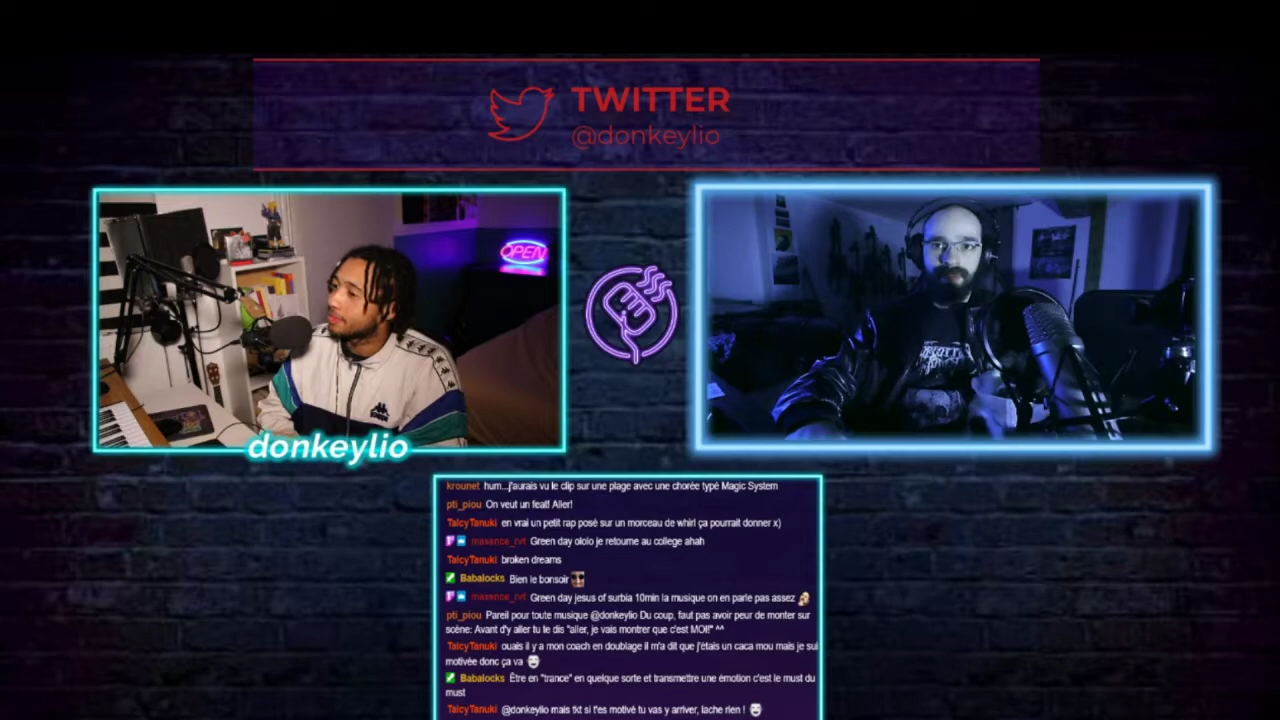 TWITTER
@donkeylio
OPEN
donkeylio
krounet hum...j'aurais vu le clip sur une plage avec une chorée typé Magic System
pti_piou On veut un feat! Aller!
TalcyTanuki en vrai un petit rap posé sur un morceau de whirl ça pourrait donner x)
maxence_rvt Green day ololo je retourne au college ahah
TalcyTanuki broken dreams
Babalocks Bien le bonsoir
maxence_rvt Green day jesus of surbia 10min la musique on en parle pas assez
pti_piou Pareil pour toute musique @donkeylio Du coup, faut pas avoir peur de monter sur
scène: Avant d'y aller tu te dis "aller, je vais montrer que c'est MOI!" ^^
TalcyTanuki ouais il y a mon coach en doublage il m'a dit que j'étais un caca mou mais je sui
motivée donc ça va
Babalocks Être en "trance" en quelque sorte et transmettre une émotion c'est le must du
must
TalcyTanuki @donkeylio mais tkt si t'es motivé tu vas y arriver, lache rien !